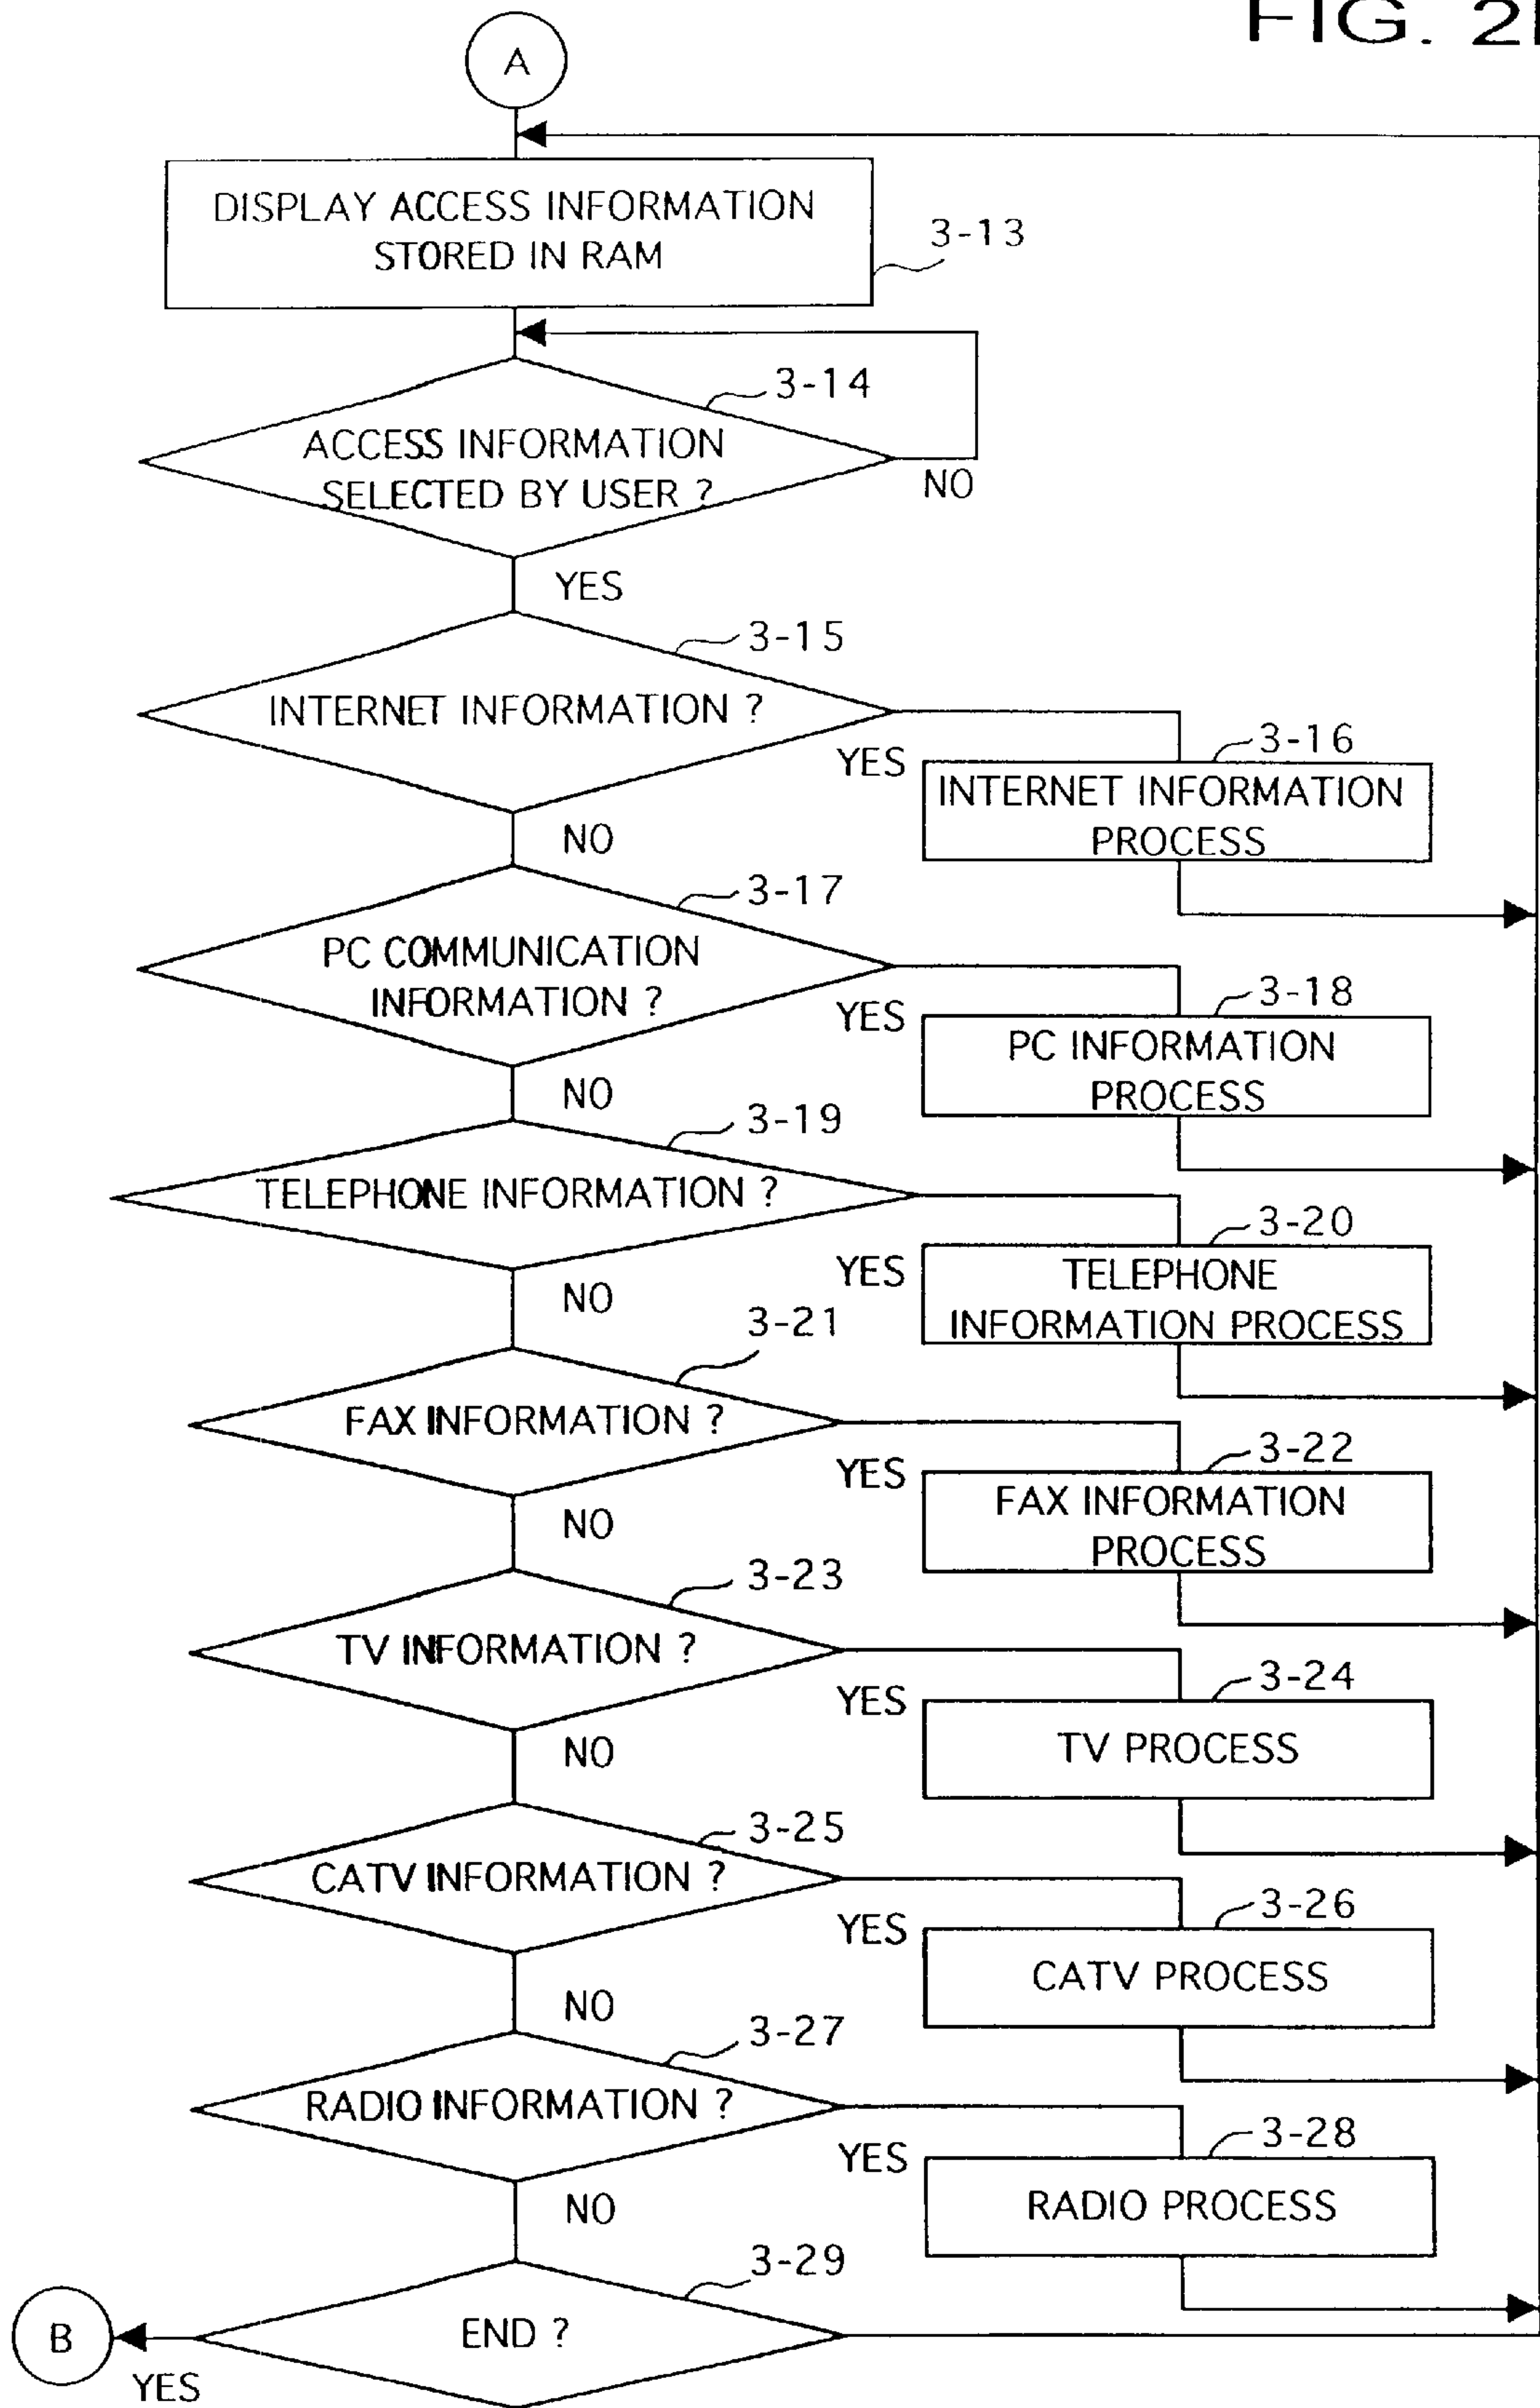 FIG. 2
A
DISPLAY ACCESS INFORMATION
STORED IN RAM
3-13
3-14
ACCESS INFORMATION
SELECTED BY USER ?
NO
YES
3-15
INTERNET INFORMATION ?
YES
3-16
INTERNET INFORMATION
PROCESS
NO
3-17
PC COMMUNICATION
INFORMATION ?
YES
3-18
PC INFORMATION
PROCESS
NO
3-19
TELEPHONE INFORMATION ?
YES
3-20
TELEPHONE
INFORMATION PROCESS
NO
3-21
FAX INFORMATION ?
YES
3-22
FAX INFORMATION
PROCESS
NO
3-23
TV INFORMATION ?
YES
3-24
TV PROCESS
NO
3-25
CATV INFORMATION ?
YES
3-26
CATV PROCESS
NO
3-27
RADIO INFORMATION ?
YES
3-28
RADIO PROCESS
NO
3-29
END ?
B
YES